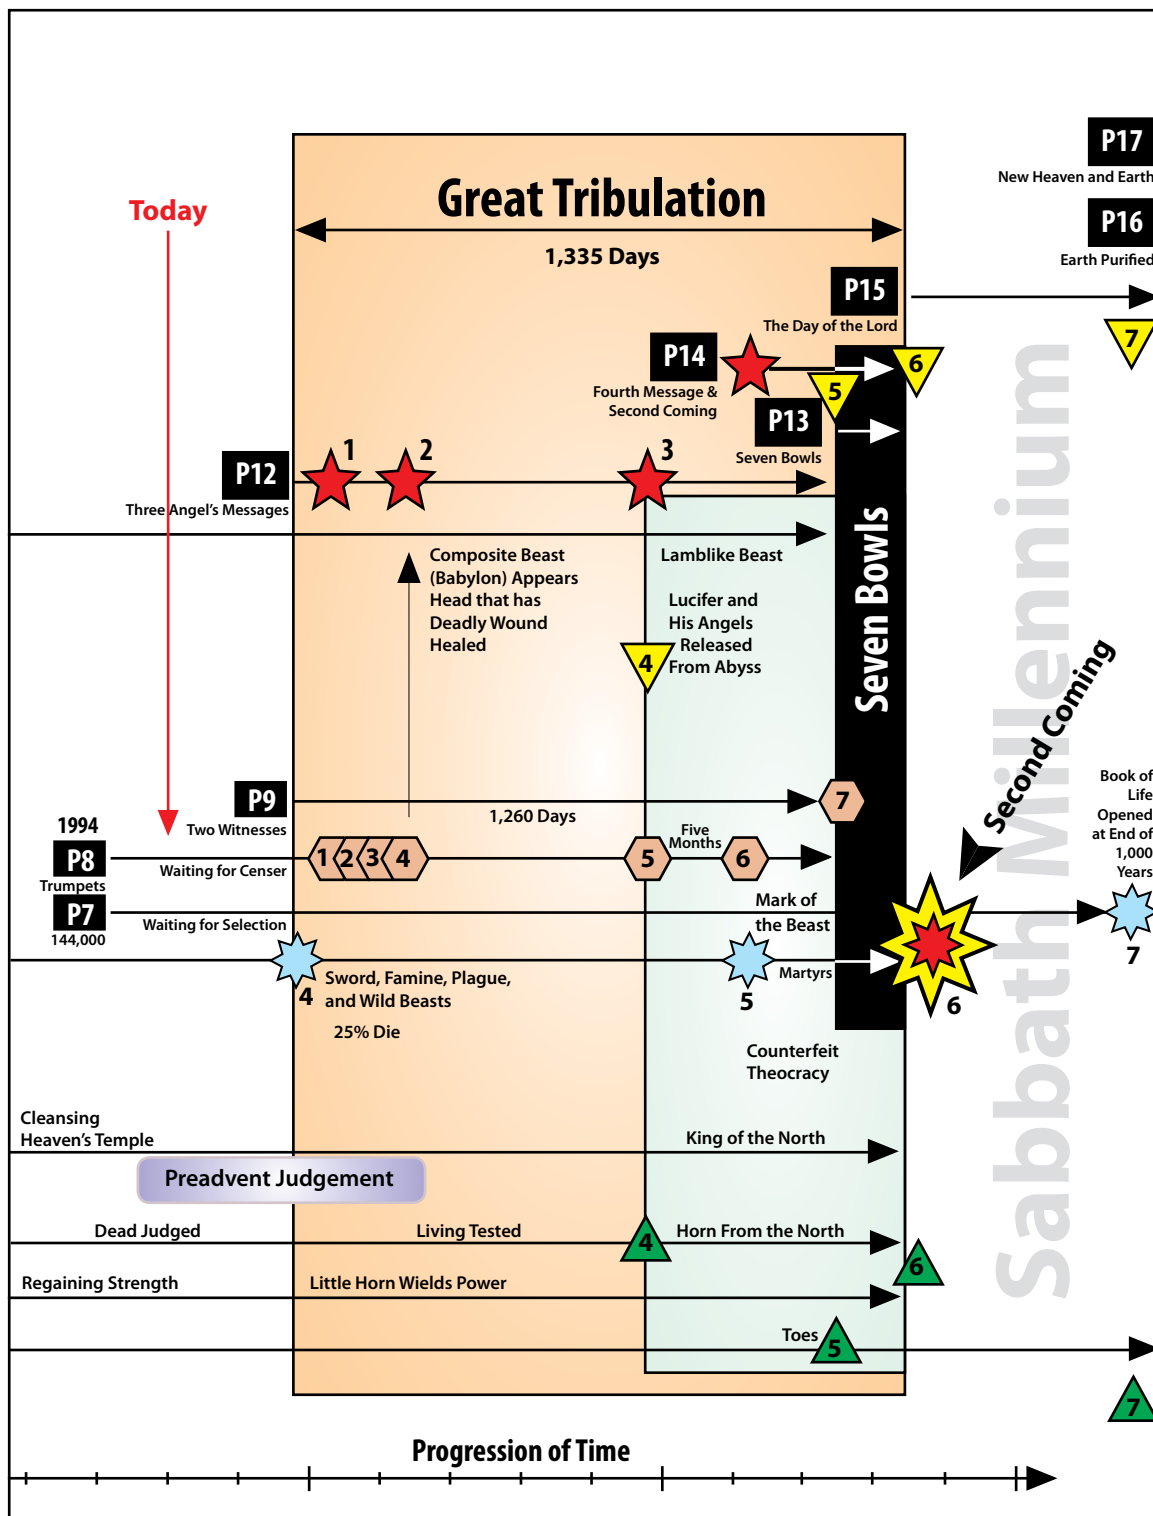 P17
New Heaven and Earth
P16
Earth Purified
Great Tribulation
1,335 Days
Today
P15
The Day of the Lord
7
P14
Fourth Message &
Second Coming
6
5
P13
Seven Bowls
1
2
3
P12
Three Angel's Messages
Composite Beast
(Babylon) Appears
Head that has
Deadly Wound
Healed
Lamblike Beast
Lucifer and
His Angels
Released
From Abyss
4
Seven Bowls
Sabbath Millennium
Second Coming
P9
Two Witnesses
1,260 Days
7
1994
P8
Trumpets
Waiting for Censer
1
2
3
4
5
Five
Months
6
P7
144,000
Waiting for Selection
Mark of
the Beast
Book of
Life
Opened
at End of
1,000
Years
7
4
Sword, Famine, Plague,
and Wild Beasts
25% Die
5
Martyrs
6
Counterfeit
Theocracy
Cleansing
Heaven's Temple
King of the North
Preadvent Judgement
Dead Judged
Living Tested
4
Horn From the North
6
Regaining Strength
Little Horn Wields Power
Toes
5
7
Progression of Time